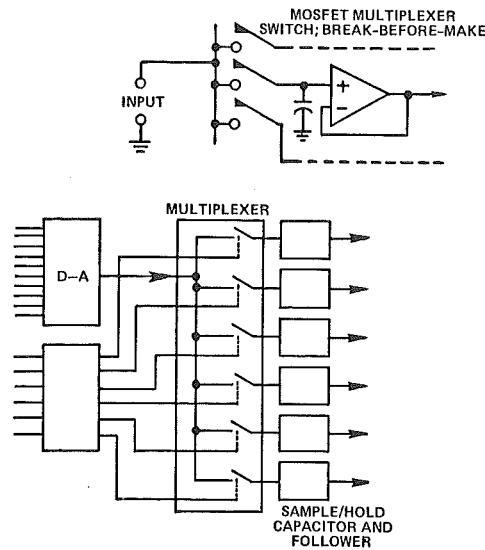 MOSFET MULTIPLEXER
SWITCH; BREAK-BEFORE-MAKE
INPUT
+
−
MULTIPLEXER
D–A
SAMPLE/HOLD
CAPACITOR AND
FOLLOWER